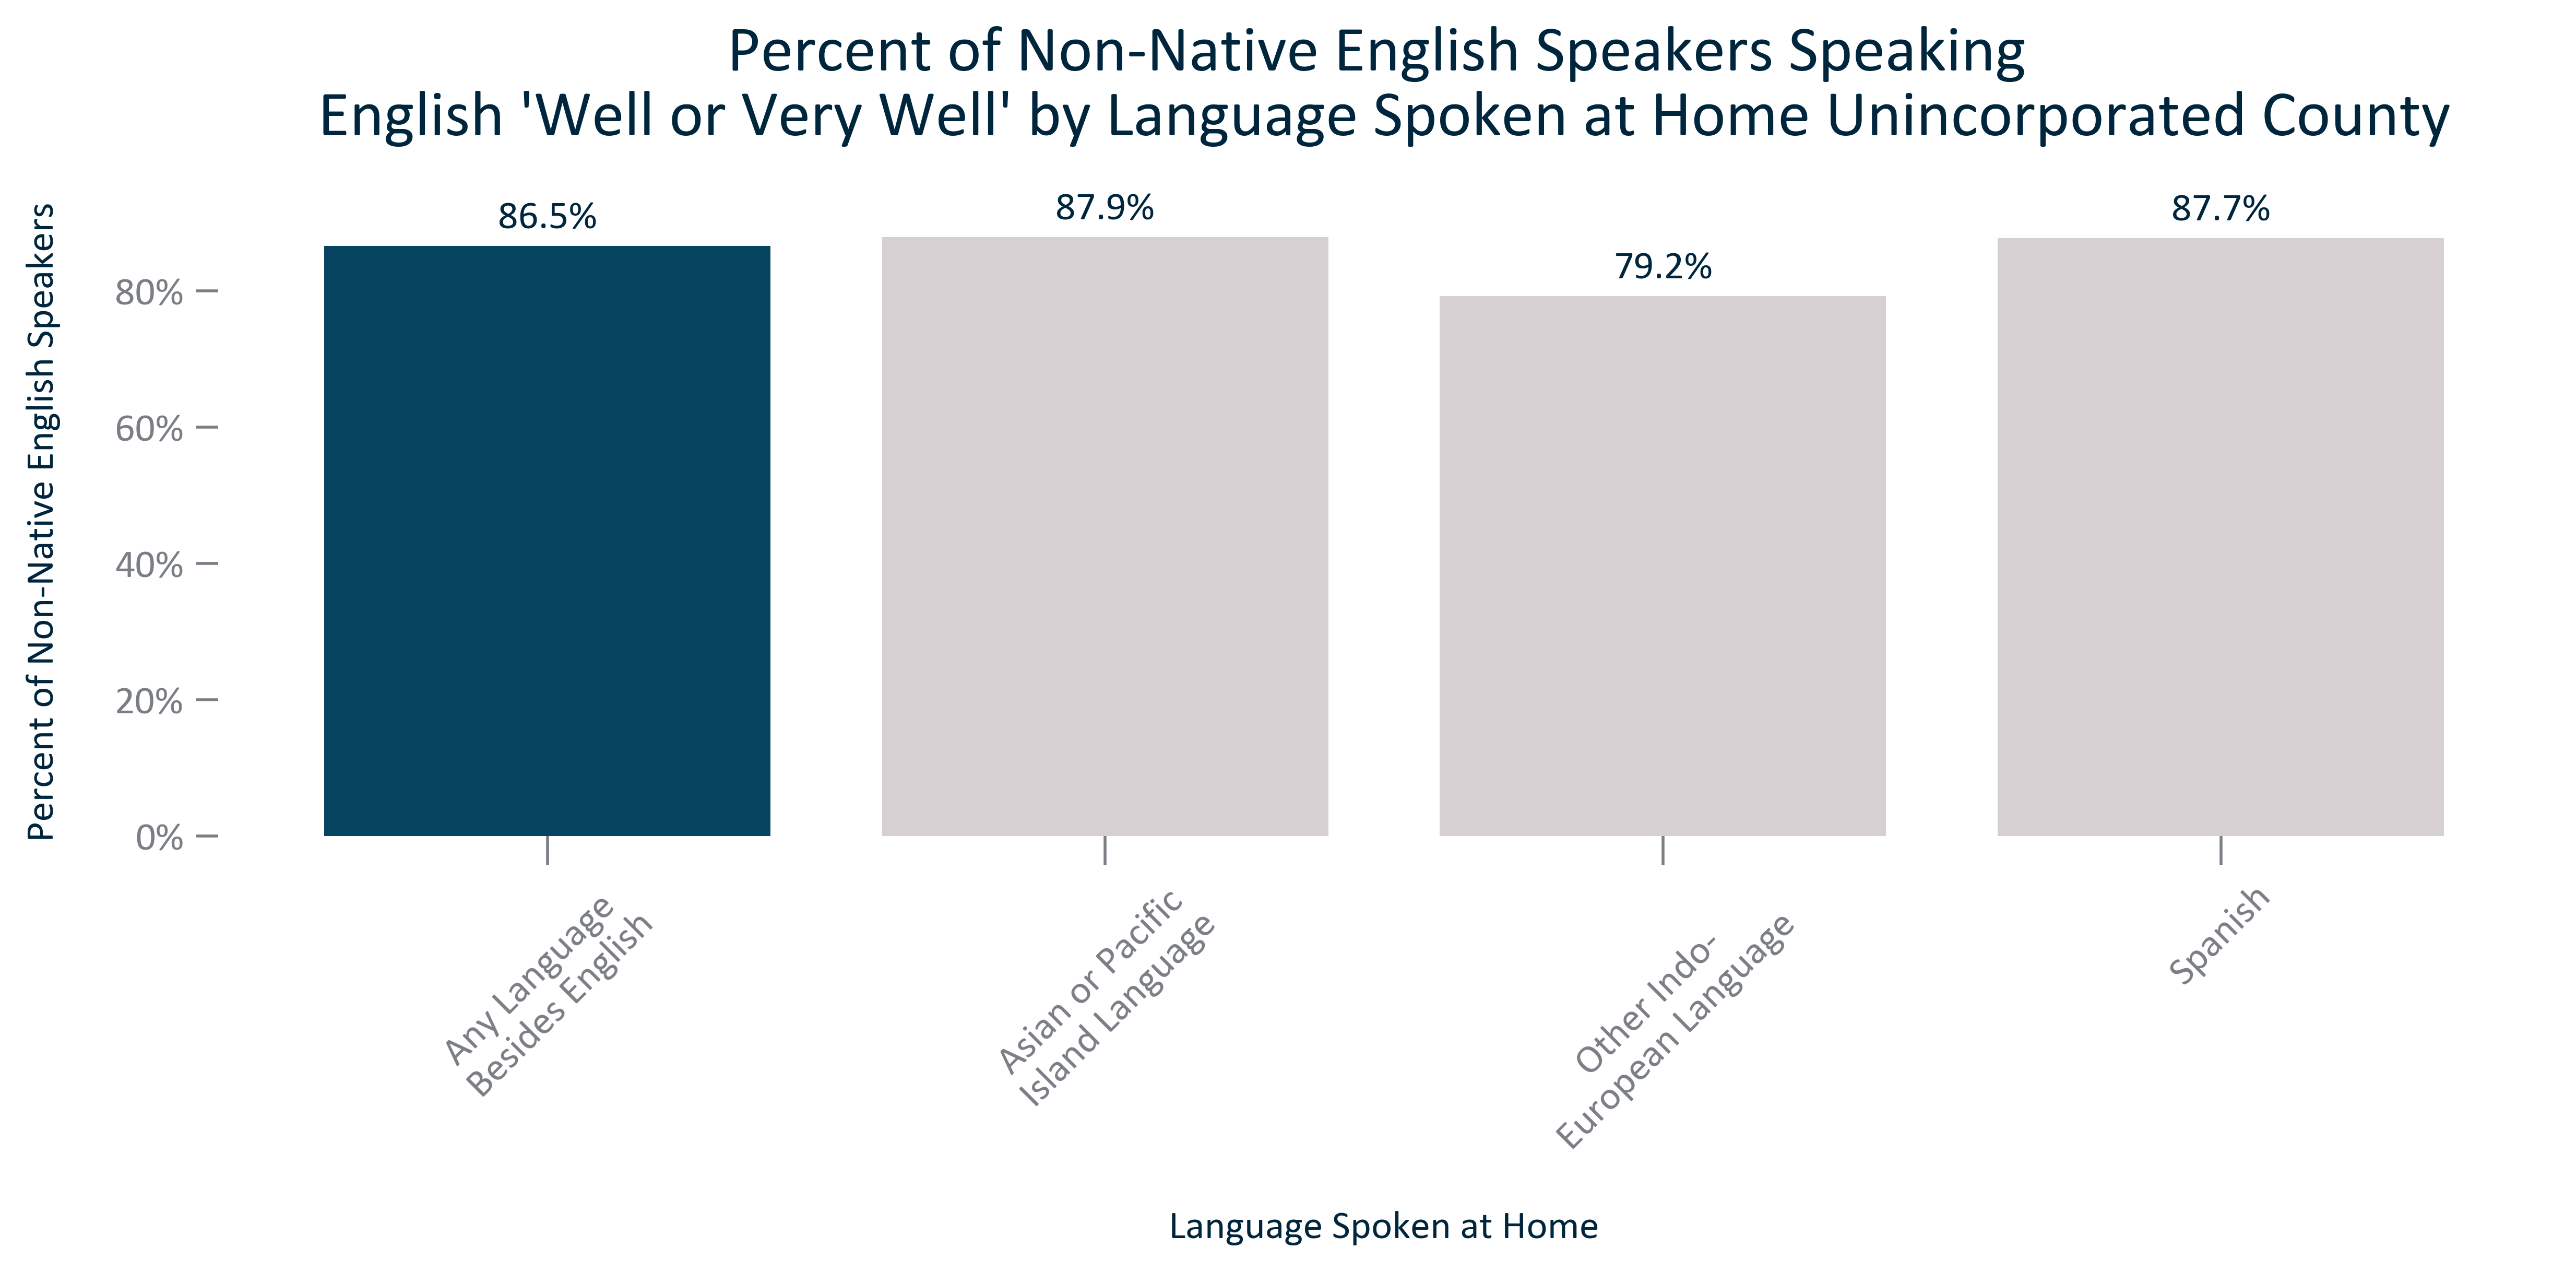 Percent of Non-Native English Speakers Speaking
English 'Well or Very Well' by Language Spoken at Home Unincorporated County
Percent of Non-Native English Speakers
86.5%
87.9%
79.2%
87.7%
80%
60%
40%
20%
0%
Any Language
Besides English
Asian or Pacific
Island Language
Other Indo-
European Language
Spanish
Language Spoken at Home